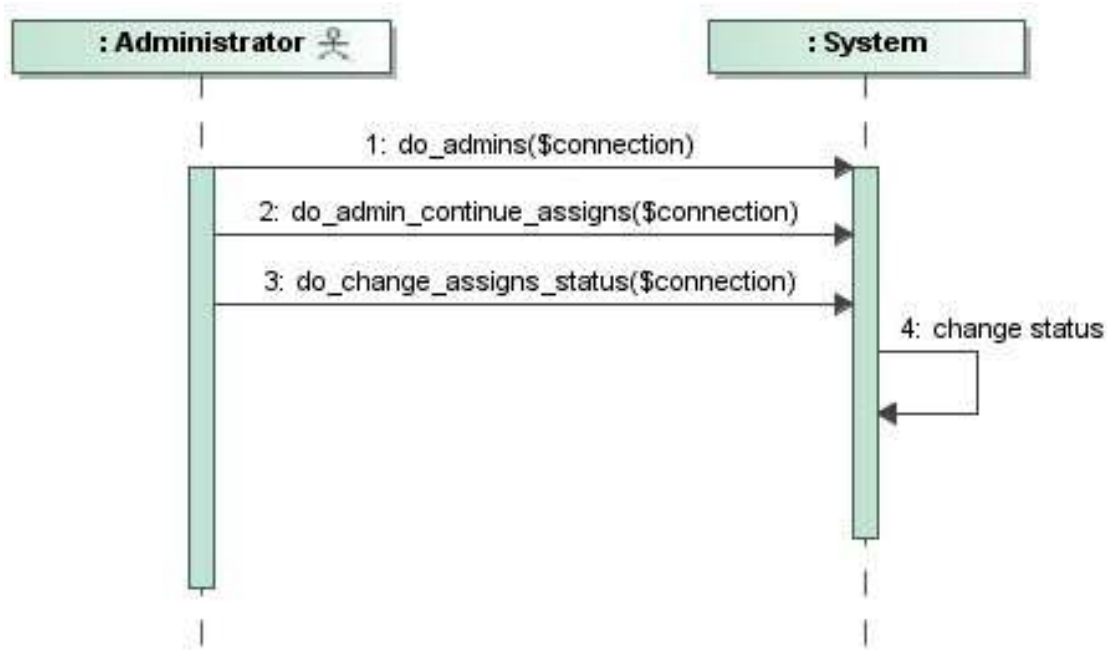 : Administrator
: System
1: do_admins($connection)
2: do_admin_continue_assigns($connection)
3: do_change_assigns_status($connection)
4: change status